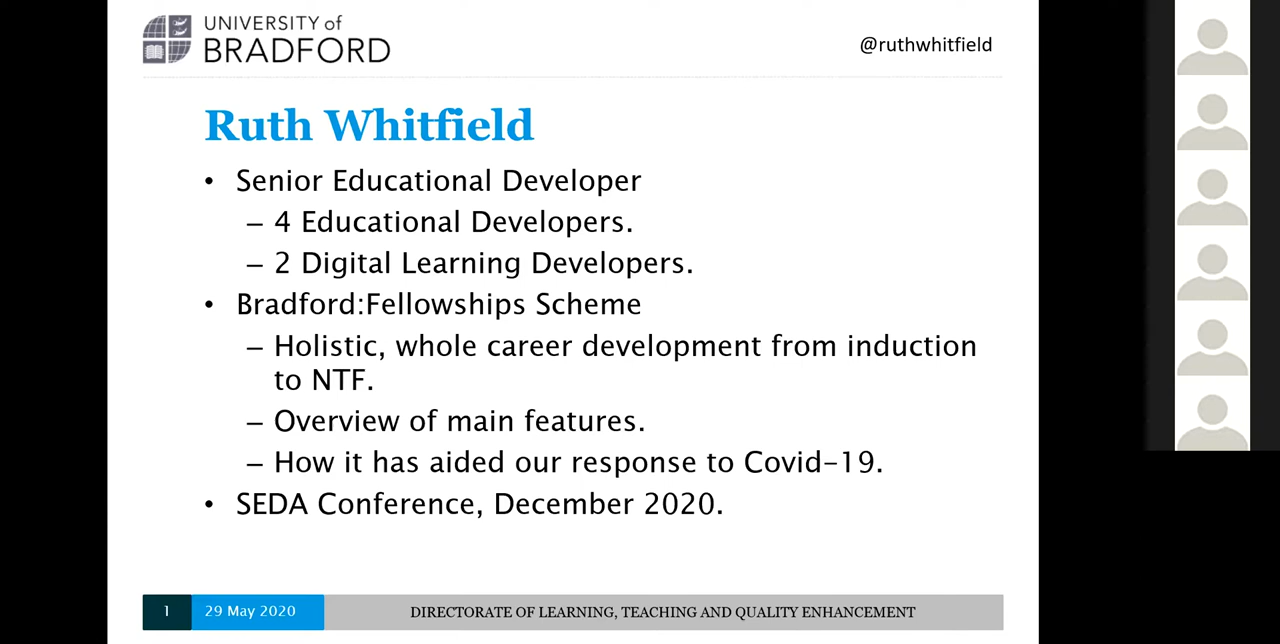 UNIVERSITY of
BRADFORD
@ruthwhitfield
Ruth Whitfield
• Senior Educational Developer
– 4 Educational Developers.
– 2 Digital Learning Developers.
• Bradford:Fellowships Scheme
– Holistic, whole career development from induction
to NTF.
– Overview of main features.
– How it has aided our response to Covid-19.
• SEDA Conference, December 2020.
1
29 May 2020
DIRECTORATE OF LEARNING, TEACHING AND QUALITY ENHANCEMENT